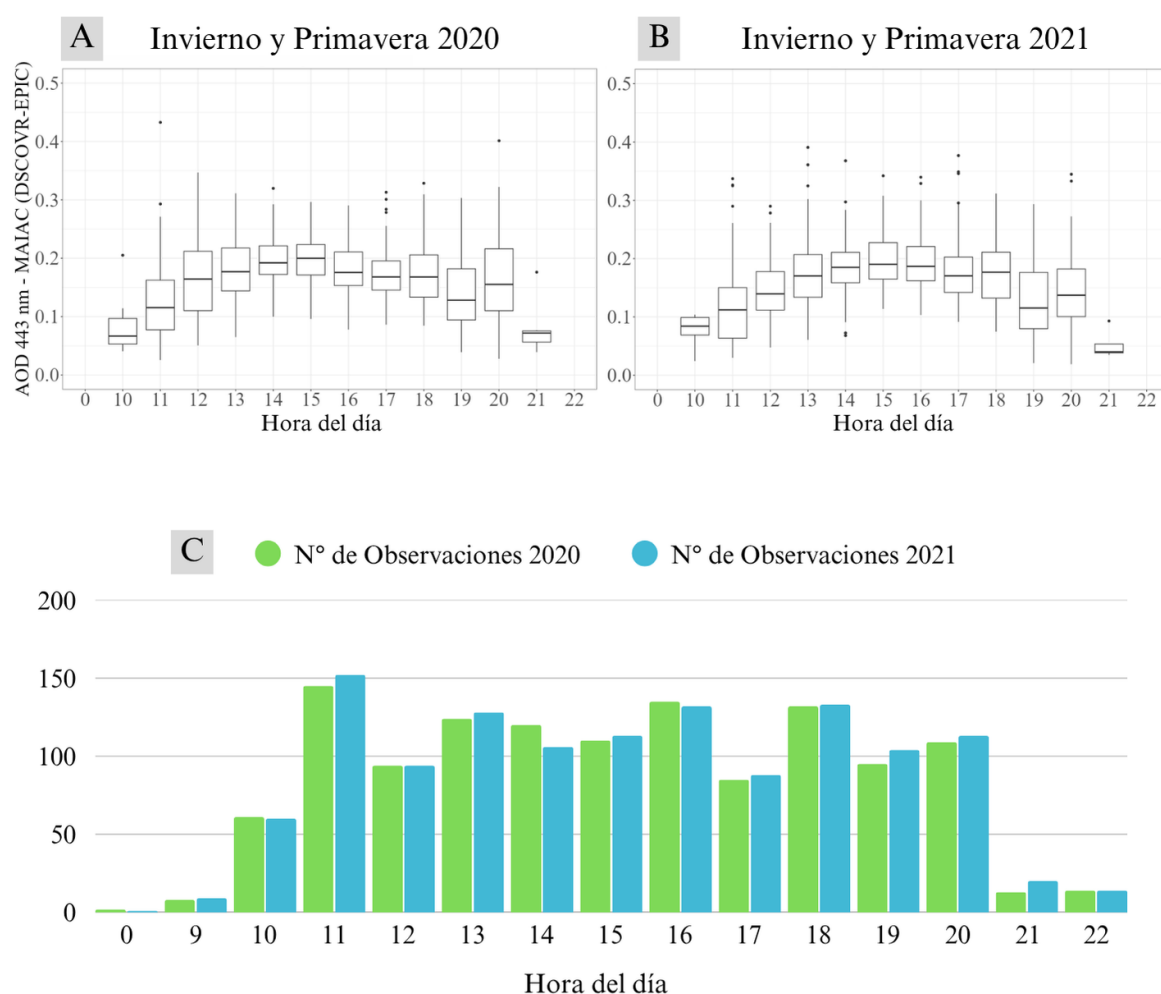 A Invierno y Primavera 2020
AOD 443 nm - MAIAC (DSCOVR-EPIC)
0.5
0.4
0.3
0.2
0.1
0.0
0 10 11 12 13 14 15 16 17 18 19 20 21 22
Hora del día
B Invierno y Primavera 2021
0.5
0.4
0.3
0.2
0.1
0.0
0 10 11 12 13 14 15 16 17 18 19 20 21 22
Hora del día
C N° de Observaciones 2020 N° de Observaciones 2021
200
150
100
50
0
0 9 10 11 12 13 14 15 16 17 18 19 20 21 22
Hora del día